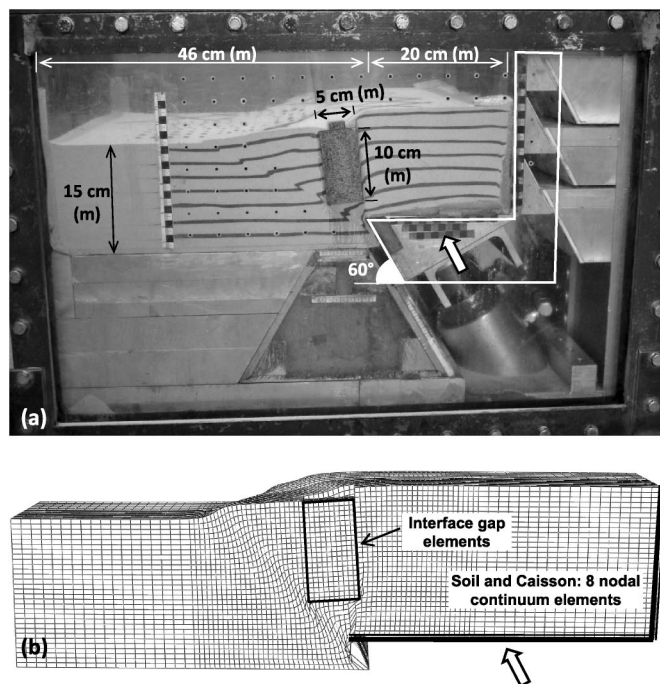 46 cm (m)
20 cm (m)
5 cm (m)
10 cm
(m)
15 cm
(m)
60°
(a)
Interface gap
elements
Soil and Caisson: 8 nodal
continuum elements
(b)